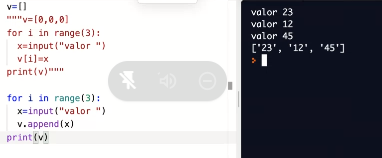 v=[]
"""v=[0,0,0]
for i in range(3):
  x=input("valor ")
  v[i]=x
print(v)"""
for i in range(3):
  x=input("valor ")
  v.append(x)
print(v)
valor 23
valor 12
valor 45
['23', '12', '45']
>